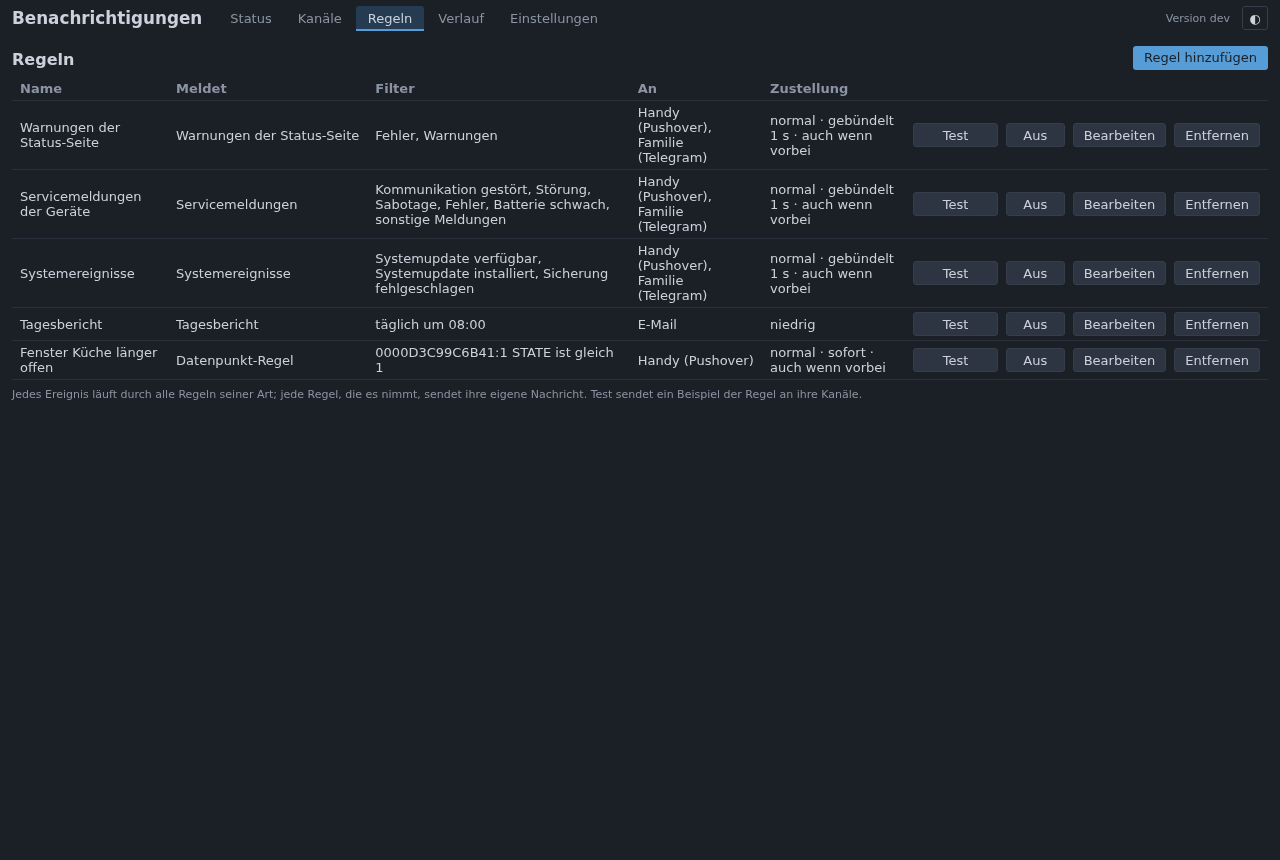 Benachrichtigungen Status Kanäle Regeln Verlauf Einstellungen Version dev
Regeln Regel hinzufügen
Name Meldet Filter An Zustellung
Warnungen der Status-Seite
Warnungen der Status-Seite
Fehler, Warnungen
Handy (Pushover), Familie (Telegram)
normal · gebündelt 1 s · auch wenn vorbei
Test Aus Bearbeiten Entfernen
Servicemeldungen der Geräte
Servicemeldungen
Kommunikation gestört, Störung, Sabotage, Fehler, Batterie schwach, sonstige Meldungen
Handy (Pushover), Familie (Telegram)
normal · gebündelt 1 s · auch wenn vorbei
Test Aus Bearbeiten Entfernen
Systemereignisse
Systemereignisse
Systemupdate verfügbar, Systemupdate installiert, Sicherung fehlgeschlagen
Handy (Pushover), Familie (Telegram)
normal · gebündelt 1 s · auch wenn vorbei
Test Aus Bearbeiten Entfernen
Tagesbericht
Tagesbericht
täglich um 08:00
E-Mail
niedrig
Test Aus Bearbeiten Entfernen
Fenster Küche länger offen
Datenpunkt-Regel
0000D3C99C6B41:1 STATE ist gleich 1
Handy (Pushover)
normal · sofort · auch wenn vorbei
Test Aus Bearbeiten Entfernen
Jedes Ereignis läuft durch alle Regeln seiner Art; jede Regel, die es nimmt, sendet ihre eigene Nachricht. Test sendet ein Beispiel der Regel an ihre Kanäle.